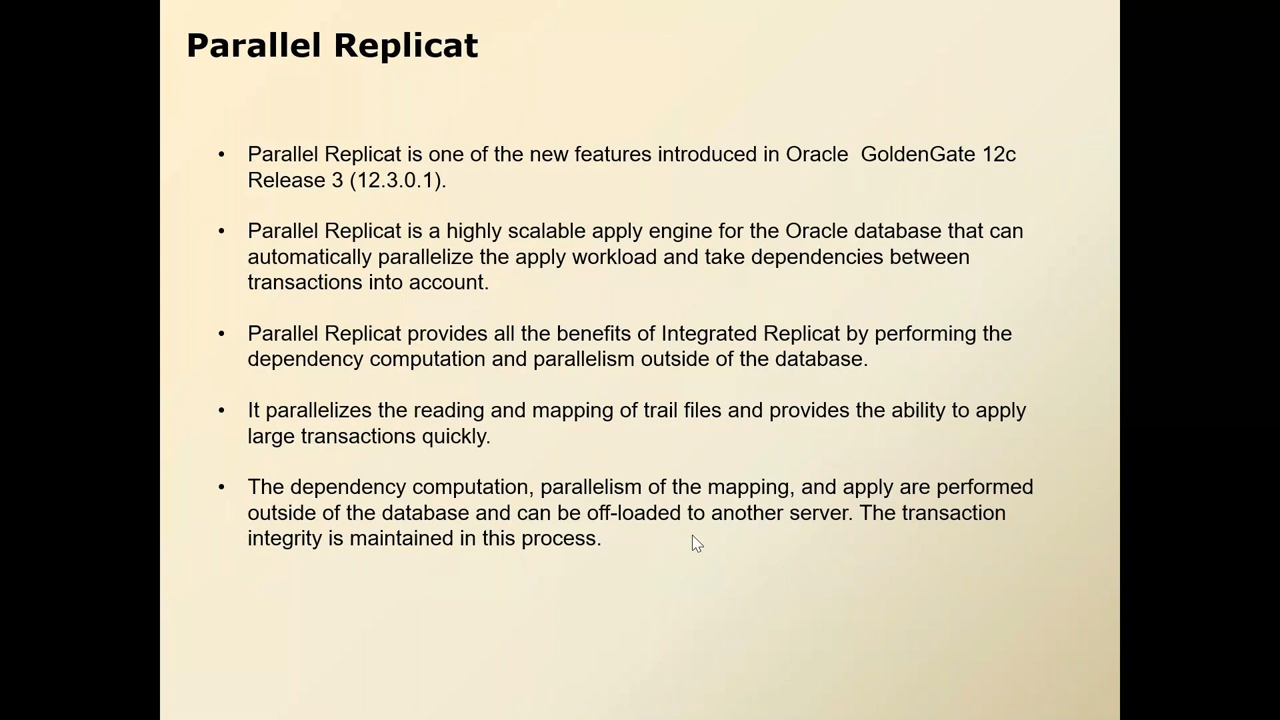 Parallel Replicat
• Parallel Replicat is one of the new features introduced in Oracle  GoldenGate 12c
Release 3 (12.3.0.1).
• Parallel Replicat is a highly scalable apply engine for the Oracle database that can
automatically parallelize the apply workload and take dependencies between
transactions into account.
• Parallel Replicat provides all the benefits of Integrated Replicat by performing the
dependency computation and parallelism outside of the database.
• It parallelizes the reading and mapping of trail files and provides the ability to apply
large transactions quickly.
• The dependency computation, parallelism of the mapping, and apply are performed
outside of the database and can be off-loaded to another server. The transaction
integrity is maintained in this process.